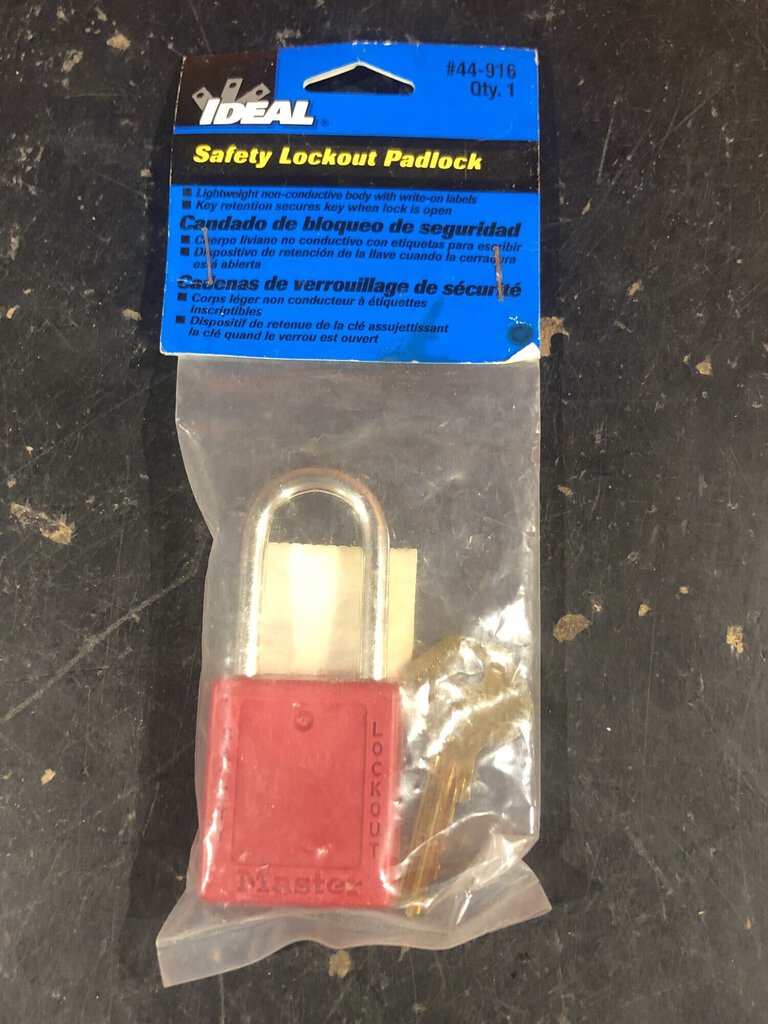 IDEAL®
#44-916
Qty. 1
Safety Lockout Padlock
■ Lightweight non-conductive body with write-on labels
■ Key retention secures key when lock is open
Candado de bloqueo de seguridad
■ Cuerpo liviano no conductivo con etiquetas para escribir
■ Dispositivo de retención de la llave cuando la cerradura
está abierta
Cadenas de verrouillage de sécurité
■ Corps léger non conducteur à étiquettes
inscriptibles
■ Dispositif de retenue de la clé assujettissant
la clé quand le verrou est ouvert
LOCKOUT
Master